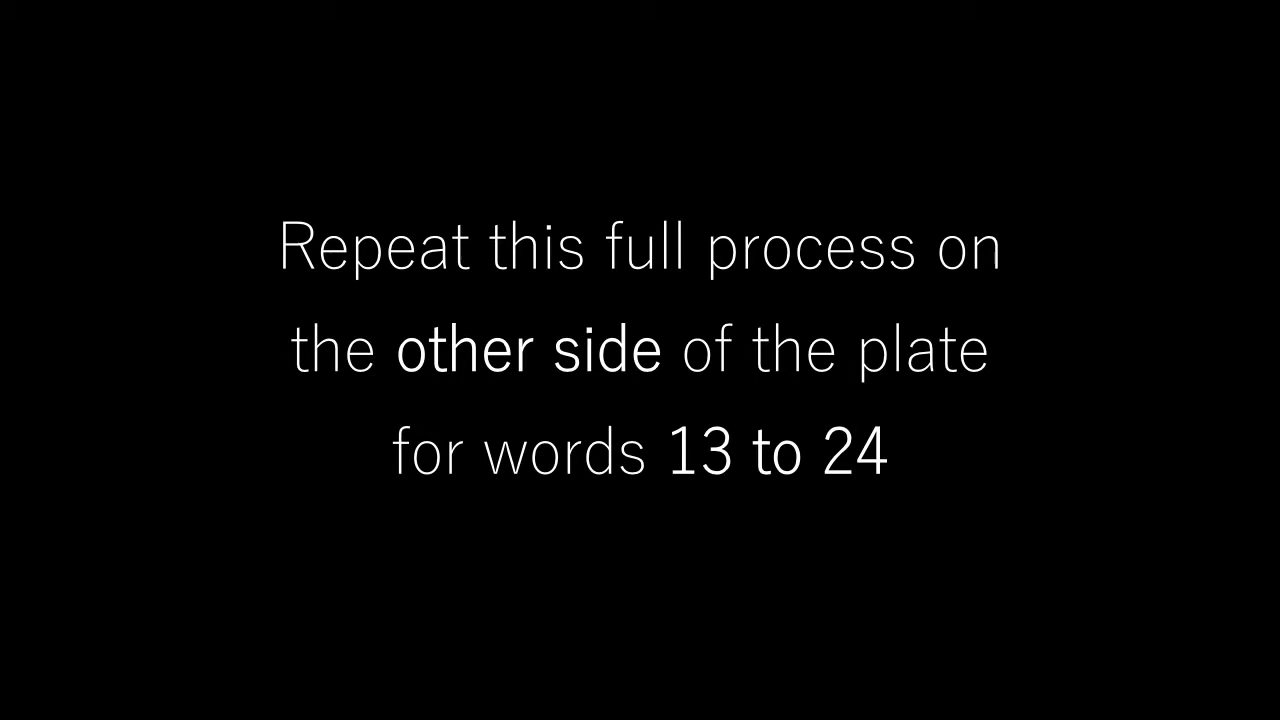 Repeat this full process on
the other side of the plate
for words 13 to 24